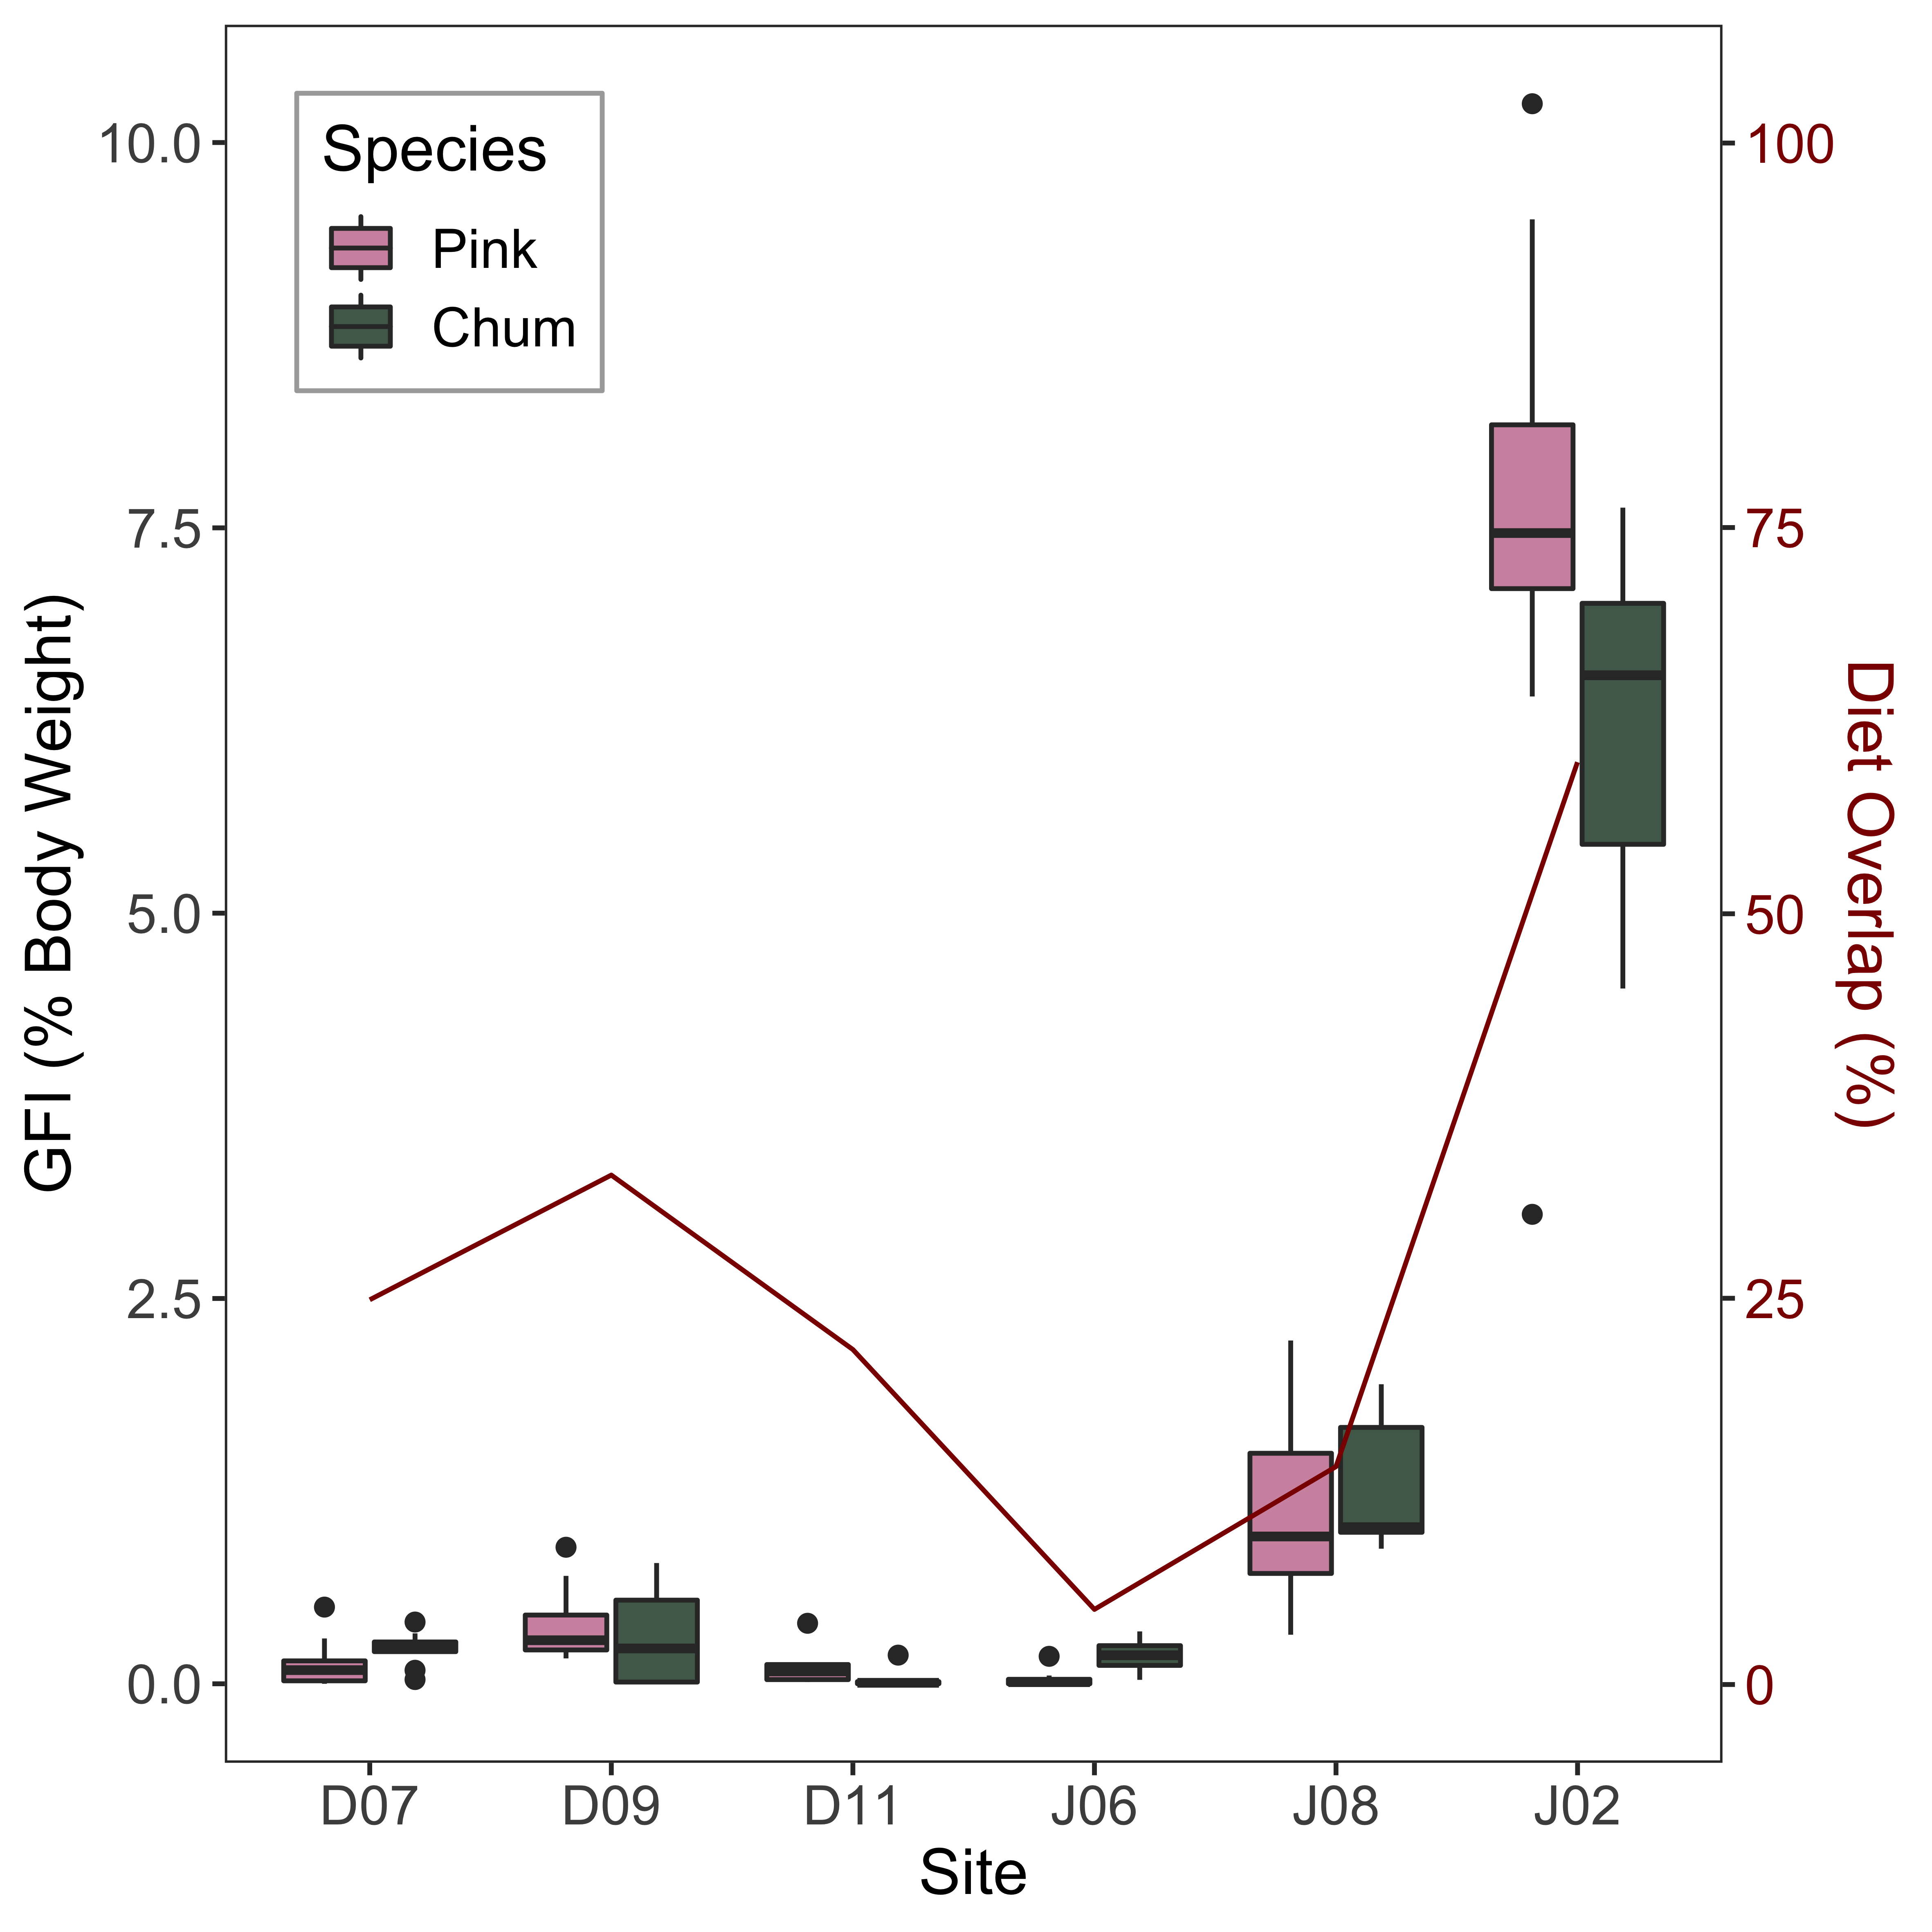 Species
Pink
Chum
GFI (% Body Weight)
10.0
7.5
5.0
2.5
0.0
100
75
50
25
0
Diet Overlap (%)
D07
D09
D11
J06
J08
J02
Site